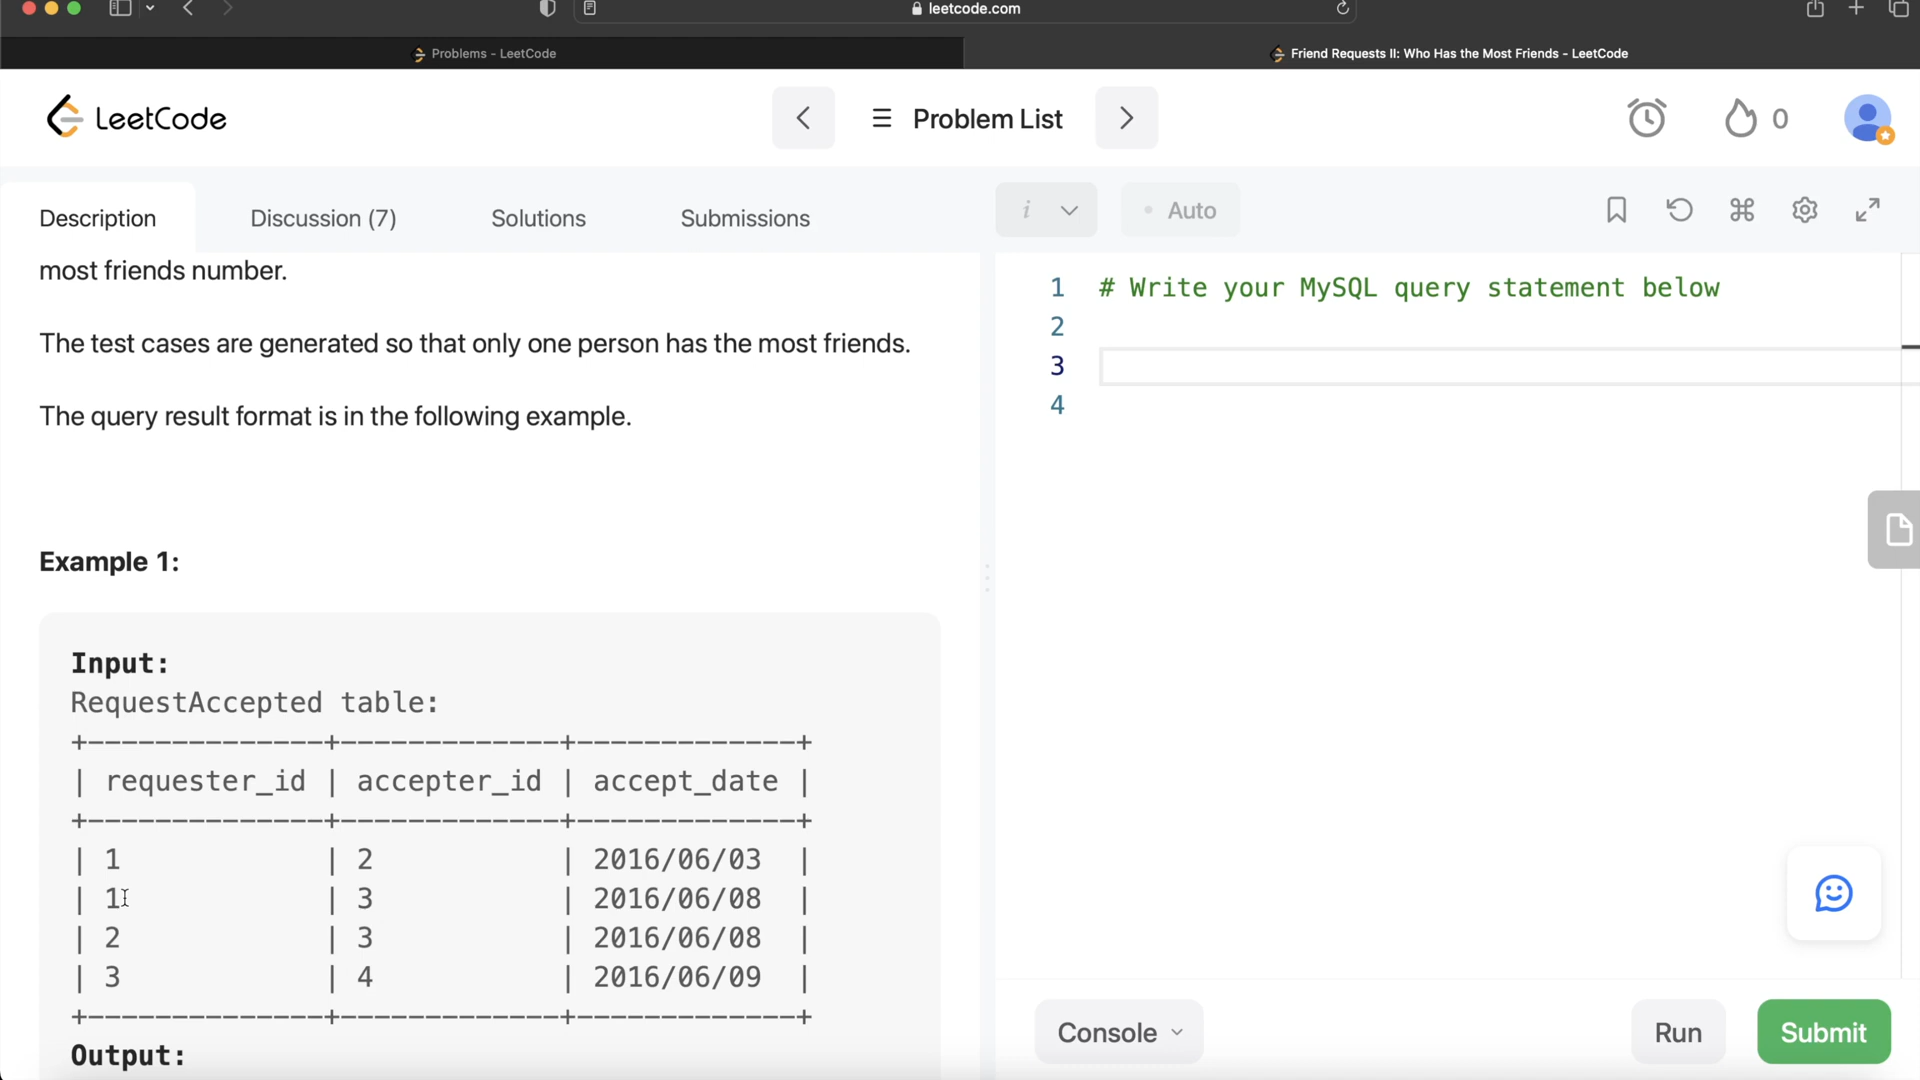 leetcode.com
Problems - LeetCode
Friend Requests II: Who Has the Most Friends - LeetCode
LeetCode
Problem List
0
Description
Discussion (7)
Solutions
Submissions
i
Auto
most friends number.
The test cases are generated so that only one person has the most friends.
The query result format is in the following example.
Example 1:
Input:
RequestAccepted table:
+--------------+-------------+-------------+
| requester_id | accepter_id | accept_date |
+--------------+-------------+-------------+
| 1 | 2 | 2016/06/03 |
| 1 | 3 | 2016/06/08 |
| 2 | 3 | 2016/06/08 |
| 3 | 4 | 2016/06/09 |
+--------------+-------------+-------------+
Output:
1 # Write your MySQL query statement below
2
3
4
Console
Run
Submit